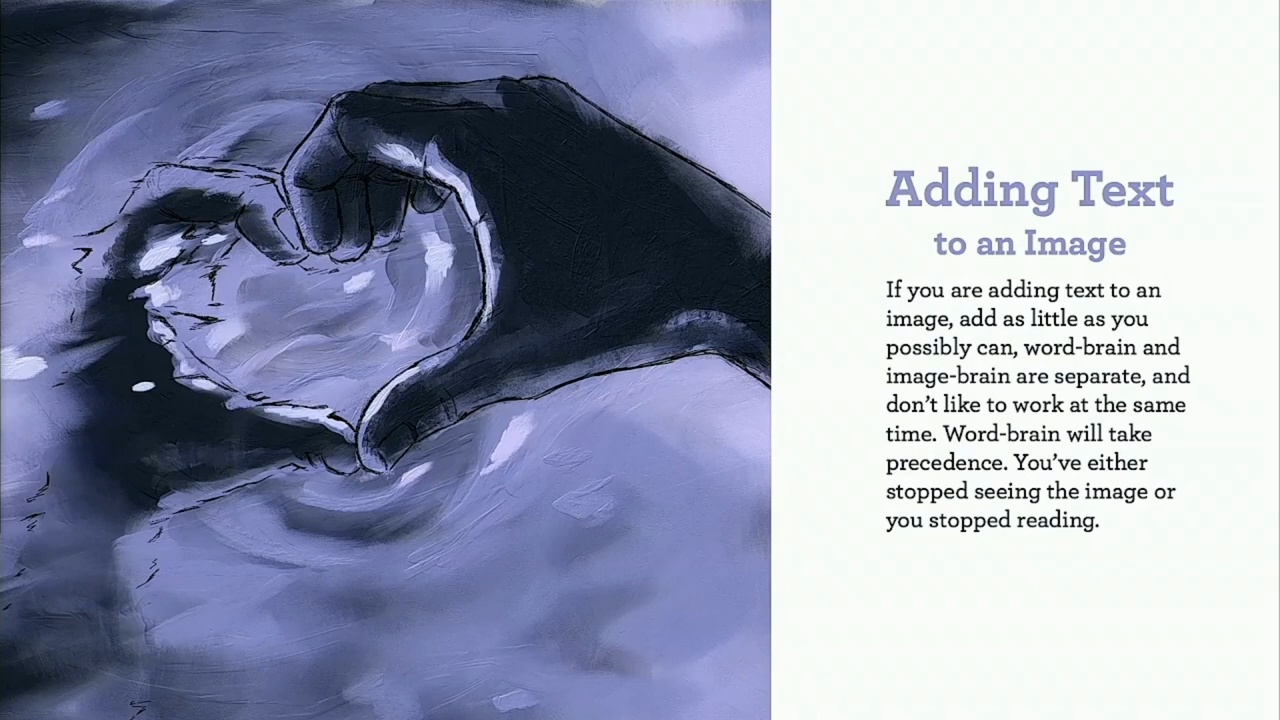 Adding Text
to an Image
If you are adding text to an
image, add as little as you
possibly can, word-brain and
image-brain are separate, and
don’t like to work at the same
time. Word-brain will take
precedence. You’ve either
stopped seeing the image or
you stopped reading.